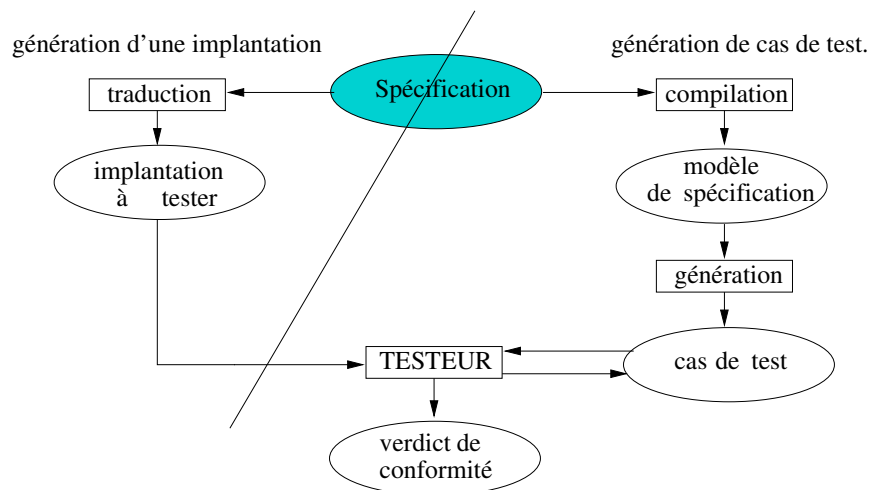 génération d'une implantation
génération de cas de test.
traduction
Spécification
compilation
implantation
à tester
modèle
de spécification
génération
TESTEUR
cas de test
verdict de
conformité